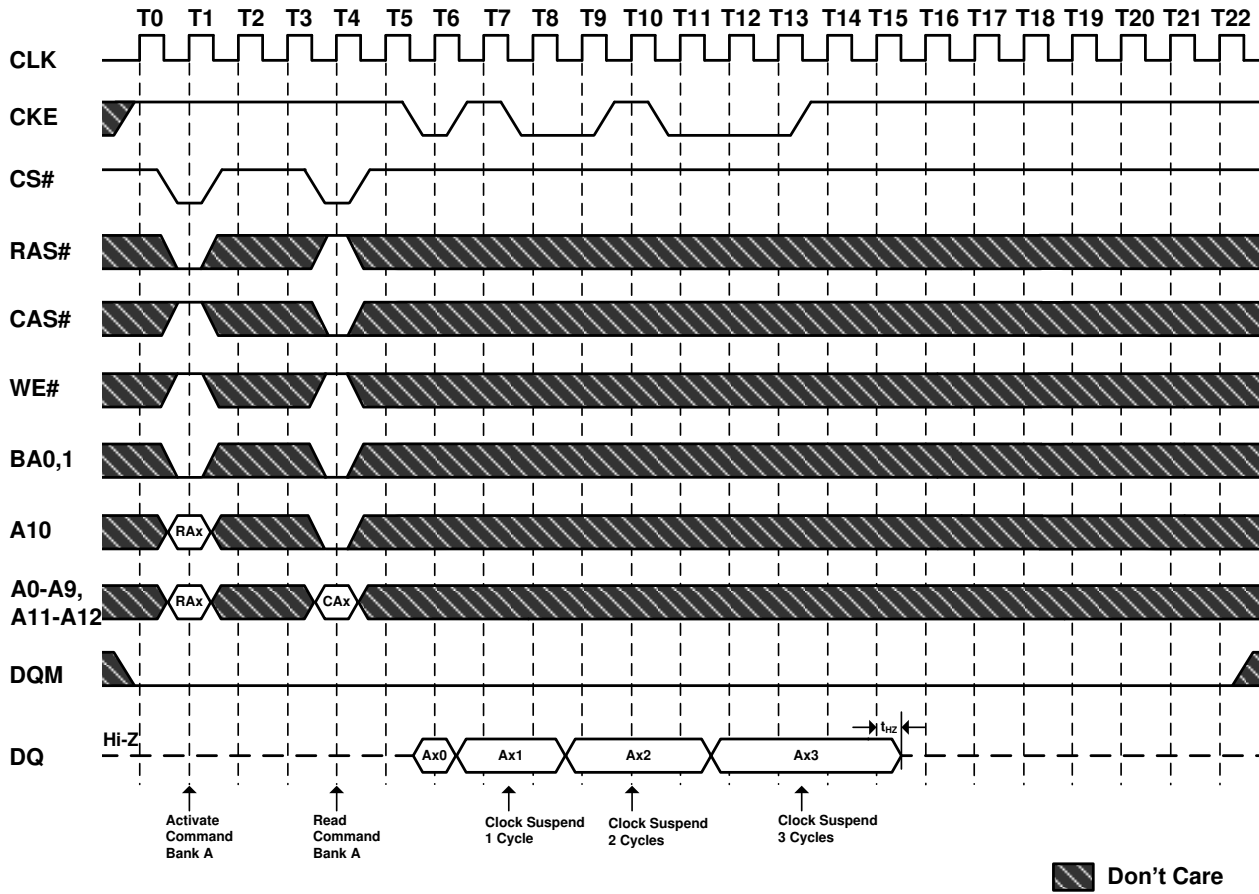 T0 T1 T2 T3 T4 T5 T6 T7 T8 T9 T10 T11 T12 T13 T14 T15 T16 T17 T18 T19 T20 T21 T22
CLK
CKE
CS#
RAS#
CAS#
WE#
BA0,1
A10
RAx
A0-A9,
A11-A12
RAx
CAx
DQM
DQ
Hi-Z
Ax0
Ax1
Ax2
Ax3
tHZ
Activate
Command
Bank A
Read
Command
Bank A
Clock Suspend
1 Cycle
Clock Suspend
2 Cycles
Clock Suspend
3 Cycles
Don't Care